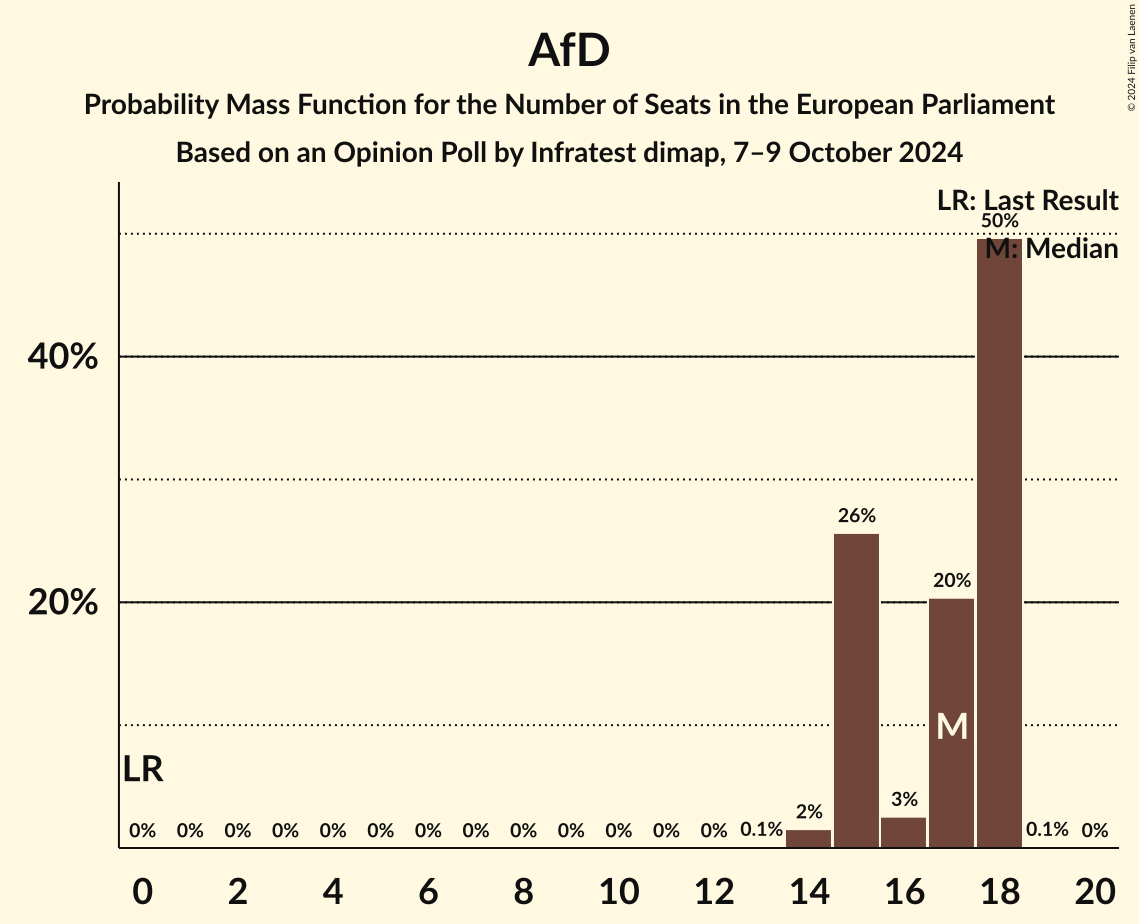 AfD
Probability Mass Function for the Number of Seats in the European Parliament
Based on an Opinion Poll by Infratest dimap, 7–9 October 2024
© 2024 Filip van Laenen
LR: Last Result
M: Median
50%
40%
26%
20%
20%
M
LR
0% 0% 0% 0% 0% 0% 0% 0% 0% 0% 0% 0% 0% 0.1% 2% 3% 0.1% 0%
0 2 4 6 8 10 12 14 16 18 20